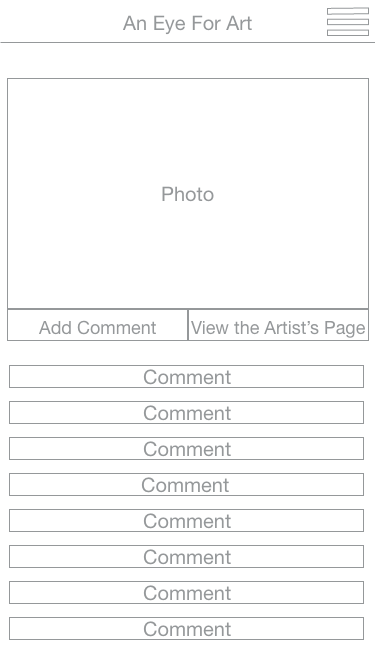 An Eye For Art
Photo
Add Comment
View the Artist's Page
Comment
Comment
Comment
Comment
Comment
Comment
Comment
Comment